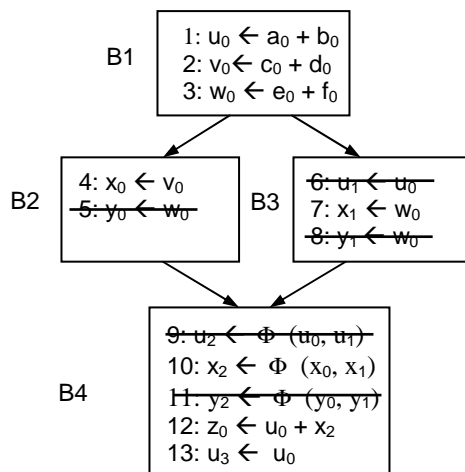 B1
1: u₀ ← a₀ + b₀
2: v₀ ← c₀ + d₀
3: w₀ ← e₀ + f₀
B2
4: x₀ ← v₀
5: y₀ ← w₀
B3
6: u₁ ← u₀
7: x₁ ← w₀
8: y₁ ← w₀
B4
9: u₂ ← Φ (u₀, u₁)
10: x₂ ← Φ (x₀, x₁)
11: y₂ ← Φ (y₀, y₁)
12: z₀ ← u₀ + x₂
13: u₃ ← u₀